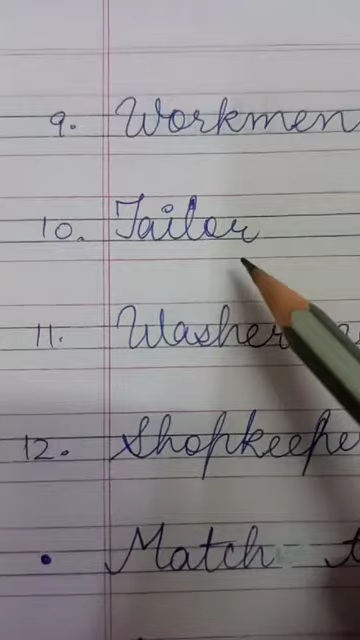 9. Workmen
10. Tailor
11. Washer
12. Shopkeepe
• Match - t